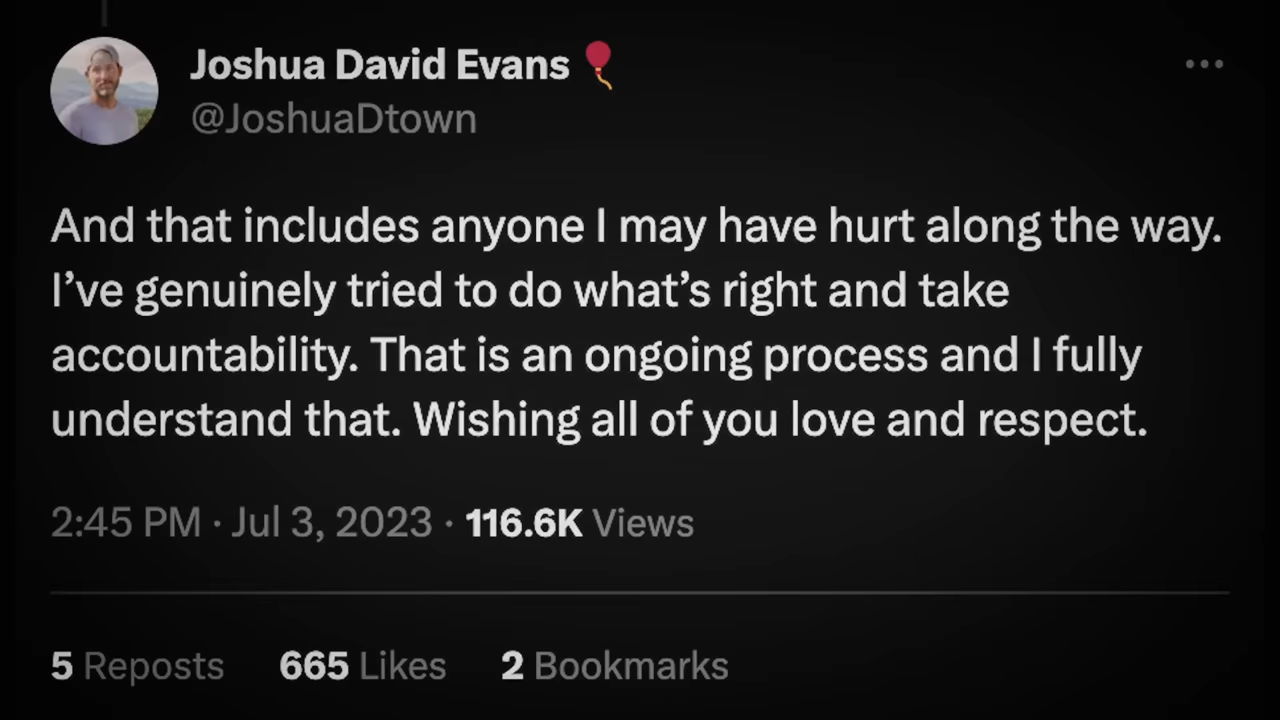 Joshua David Evans🎈
@JoshuaDtown
And that includes anyone I may have hurt along the way.
I’ve genuinely tried to do what’s right and take
accountability. That is an ongoing process and I fully
understand that. Wishing all of you love and respect.
2:45 PM · Jul 3, 2023 · 116.6K Views
5 Reposts 665 Likes 2 Bookmarks